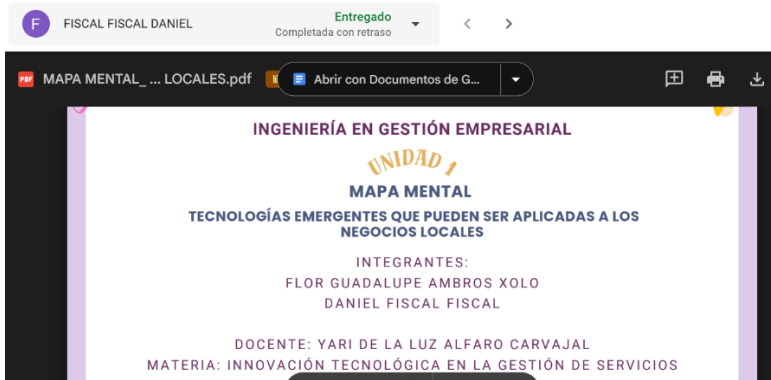 F FISCAL FISCAL DANIEL
Entregado
Completada con retraso
PDF MAPA MENTAL_ ... LOCALES.pdf
Abrir con Documentos de G...
INGENIERÍA EN GESTIÓN EMPRESARIAL
UNIDAD 1
MAPA MENTAL
TECNOLOGÍAS EMERGENTES QUE PUEDEN SER APLICADAS A LOS
NEGOCIOS LOCALES
INTEGRANTES:
FLOR GUADALUPE AMBROS XOLO
DANIEL FISCAL FISCAL
DOCENTE: YARI DE LA LUZ ALFARO CARVAJAL
MATERIA: INNOVACIÓN TECNOLÓGICA EN LA GESTIÓN DE SERVICIOS